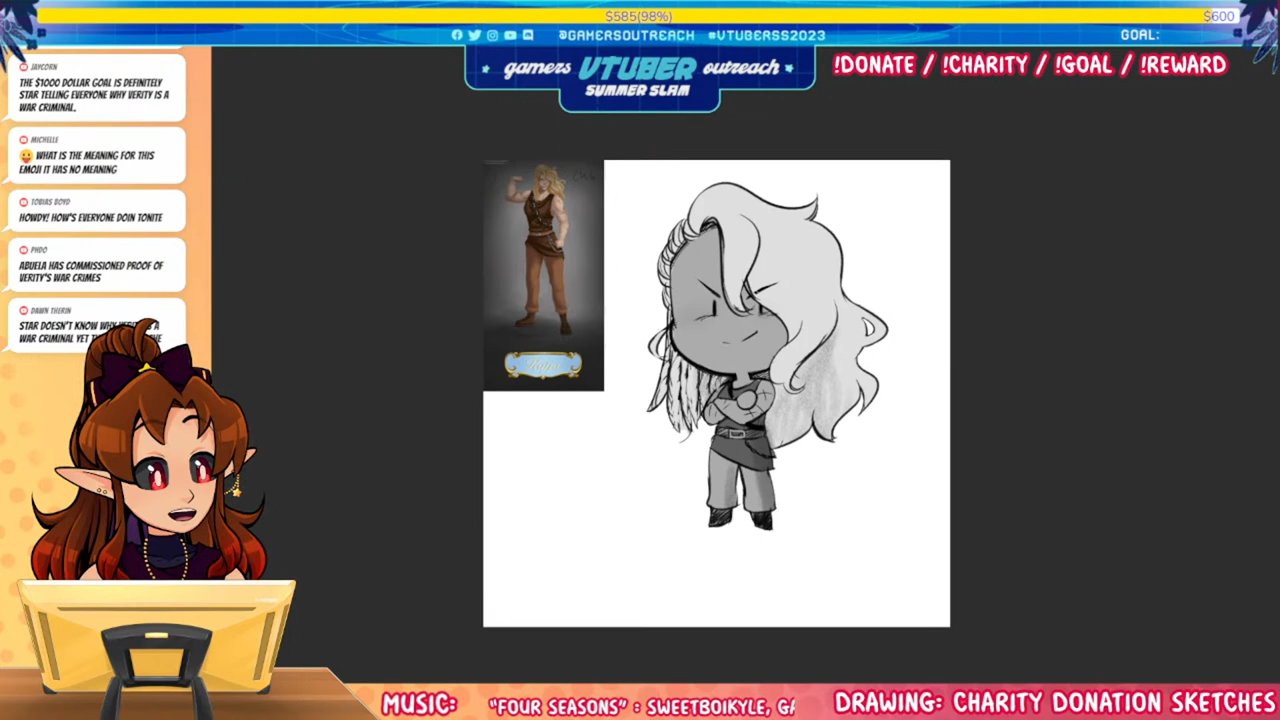 $585(98%)
$600
@GAMERSOUTREACH #VTUBERSS2023
GOAL:
gamers VTUBER outreach
SUMMER SLAM
!DONATE / !CHARITY / !GOAL / !REWARD
JAYCORN
THE $1000 DOLLAR GOAL IS DEFINITELY
STAR TELLING EVERYONE WHY VERITY IS A
WAR CRIMINAL.
MICHELLE
WHAT IS THE MEANING FOR THIS
EMOJI IT HAS NO MEANING
TOBIAS BOYD
HOWDY! HOW'S EVERYONE DOIN TONITE
PHDO
ABUELA HAS COMMISSIONED PROOF OF
VERITY'S WAR CRIMES
DAWN THERIN
STAR DOESN'T KNOW WHY
WAR CRIMINAL YET
MUSIC:
"FOUR SEASONS" : SWEETBOIKYLE, GA
DRAWING: CHARITY DONATION SKETCHES